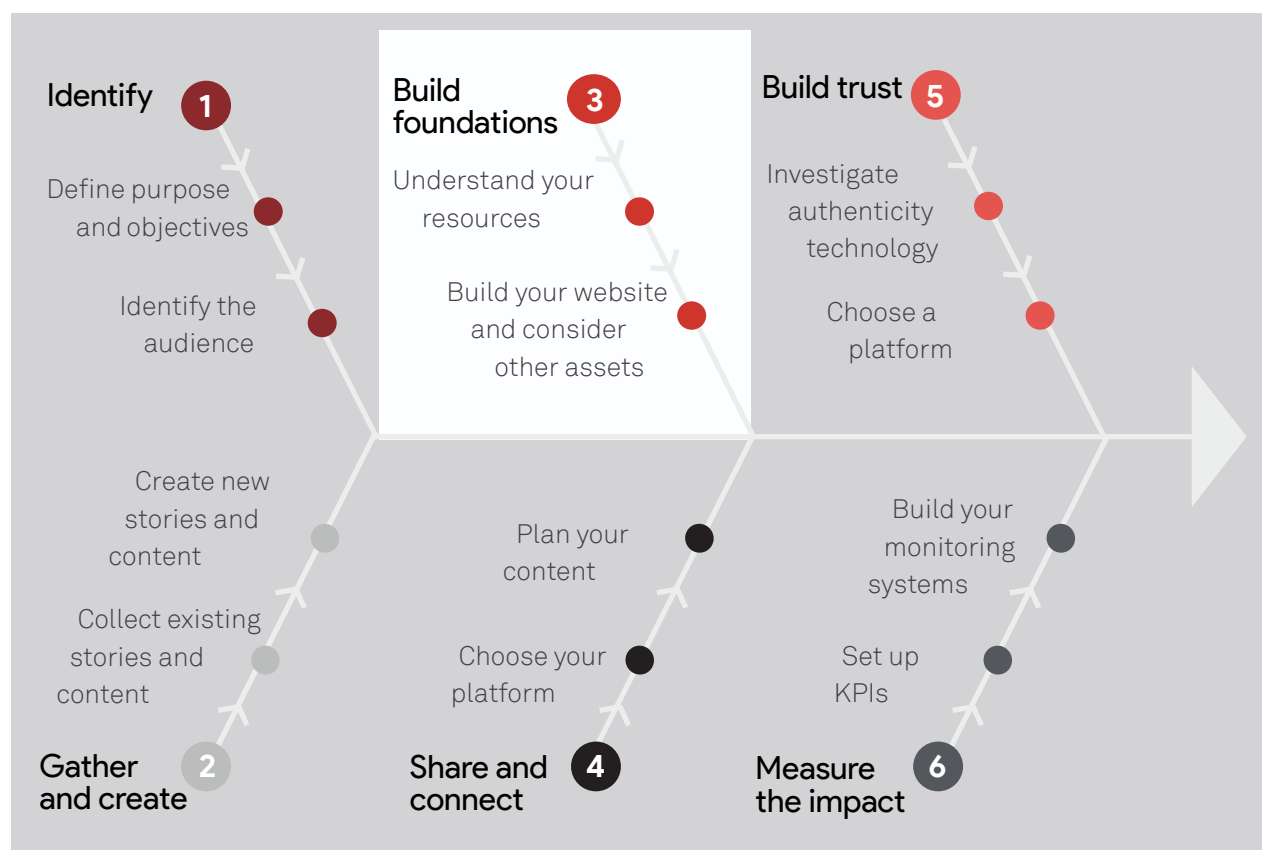 Identify
1
Define purpose
and objectives
Identify the
audience
Build
foundations
3
Understand your
resources
Build your website
and consider
other assets
Build trust
5
Investigate
authenticity
technology
Choose a
platform
Create new
stories and
content
Collect existing
stories and
content
Gather
and create
2
Plan your
content
Choose your
platform
Share and
connect
4
Build your
monitoring
systems
Set up
KPIs
Measure
the impact
6